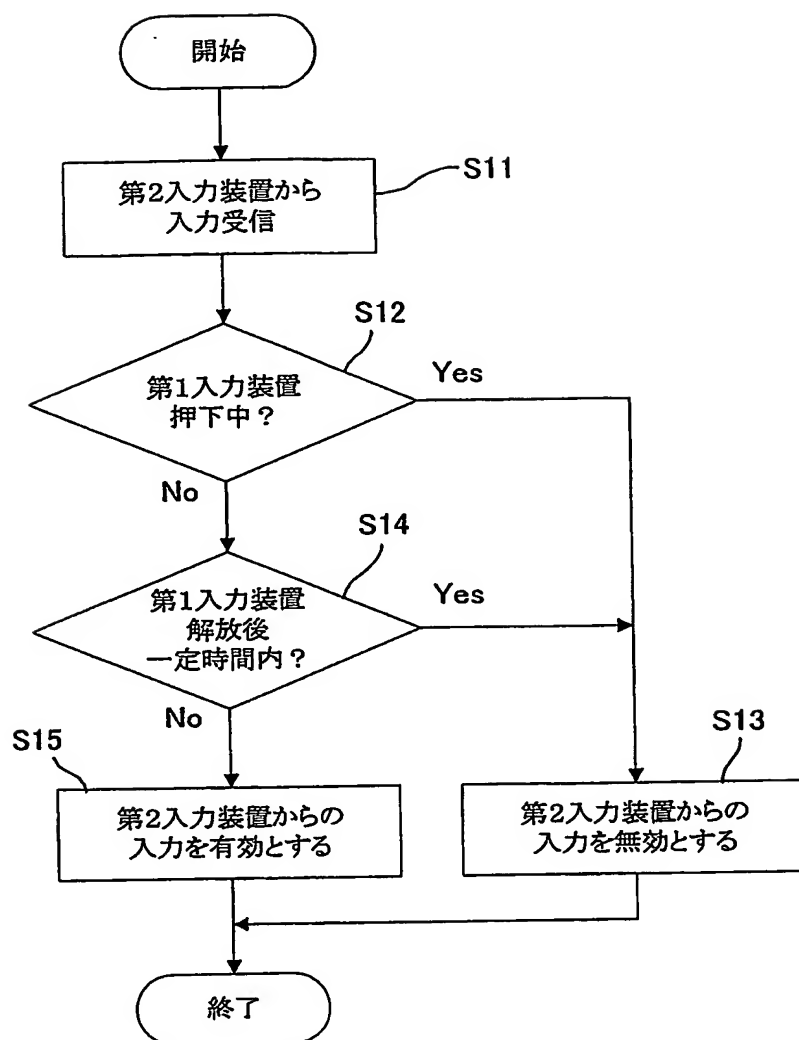 開始
第2入力装置から
入力受信
S11
S12
第1入力装置
押下中？
Yes
No
S14
第1入力装置
解放後
一定時間内？
Yes
No
S15
第2入力装置からの
入力を有効とする
S13
第2入力装置からの
入力を無効とする
終了